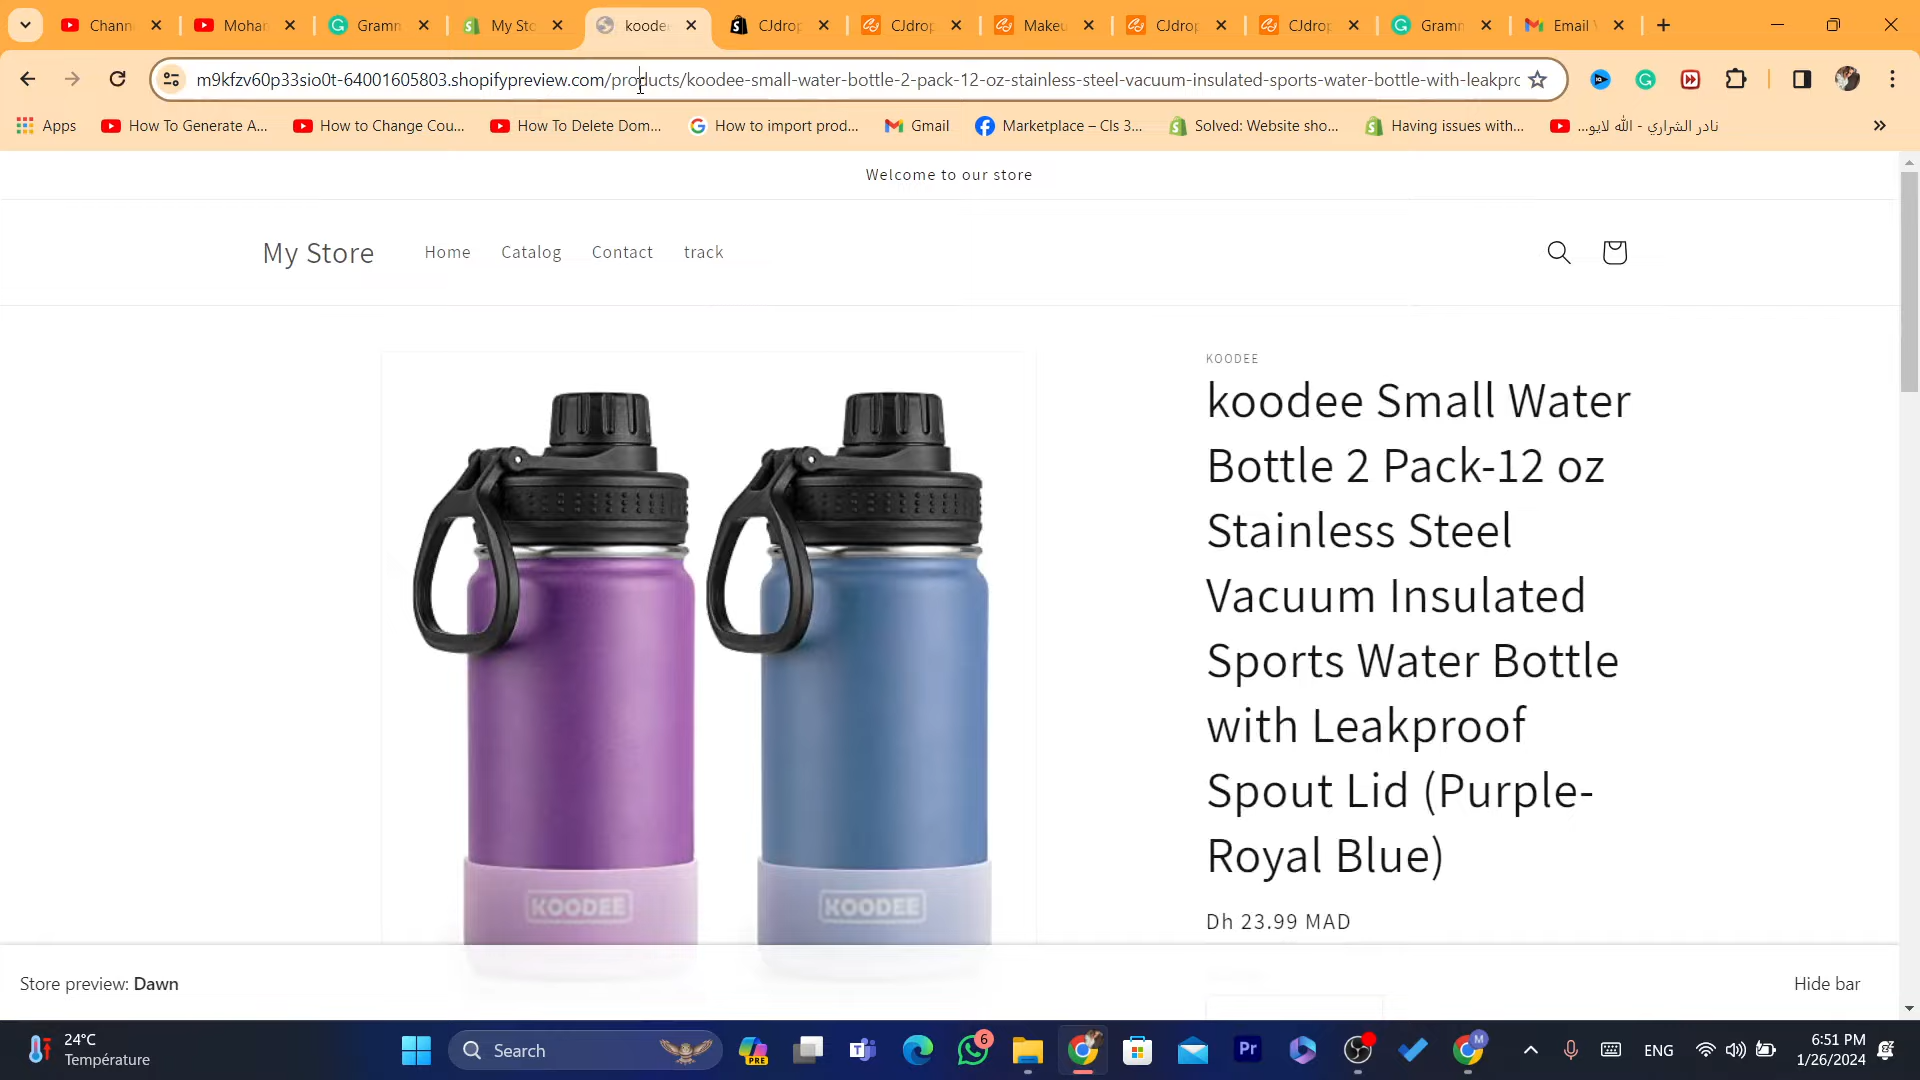 Chann
Mohan
Gramm
My Sto
koodee
CJdrop
CJdrop
Makeu
CJdrop
CJdrop
Gramm
Email V
m9kfzv60p33sio0t-64001605803.shopifypreview.com/products/koodee-small-water-bottle-2-pack-12-oz-stainless-steel-vacuum-insulated-sports-water-bottle-with-leakprc
Apps
How To Generate A...
How to Change Cou...
How To Delete Dom...
How to import prod...
Gmail
Marketplace – Cls 3...
Solved: Website sho...
Having issues with...
نادر الشراري - الله لايو...
Welcome to our store
My Store
Home
Catalog
Contact
track
KOODEE
koodee Small Water
Bottle 2 Pack-12 oz
Stainless Steel
Vacuum Insulated
Sports Water Bottle
with Leakproof
Spout Lid (Purple-
Royal Blue)
Dh 23.99 MAD
KOODEE
KOODEE
Store preview: Dawn
Hide bar
24°C
Température
Search
PRE
6
Pr
M
ENG
6:51 PM
1/26/2024